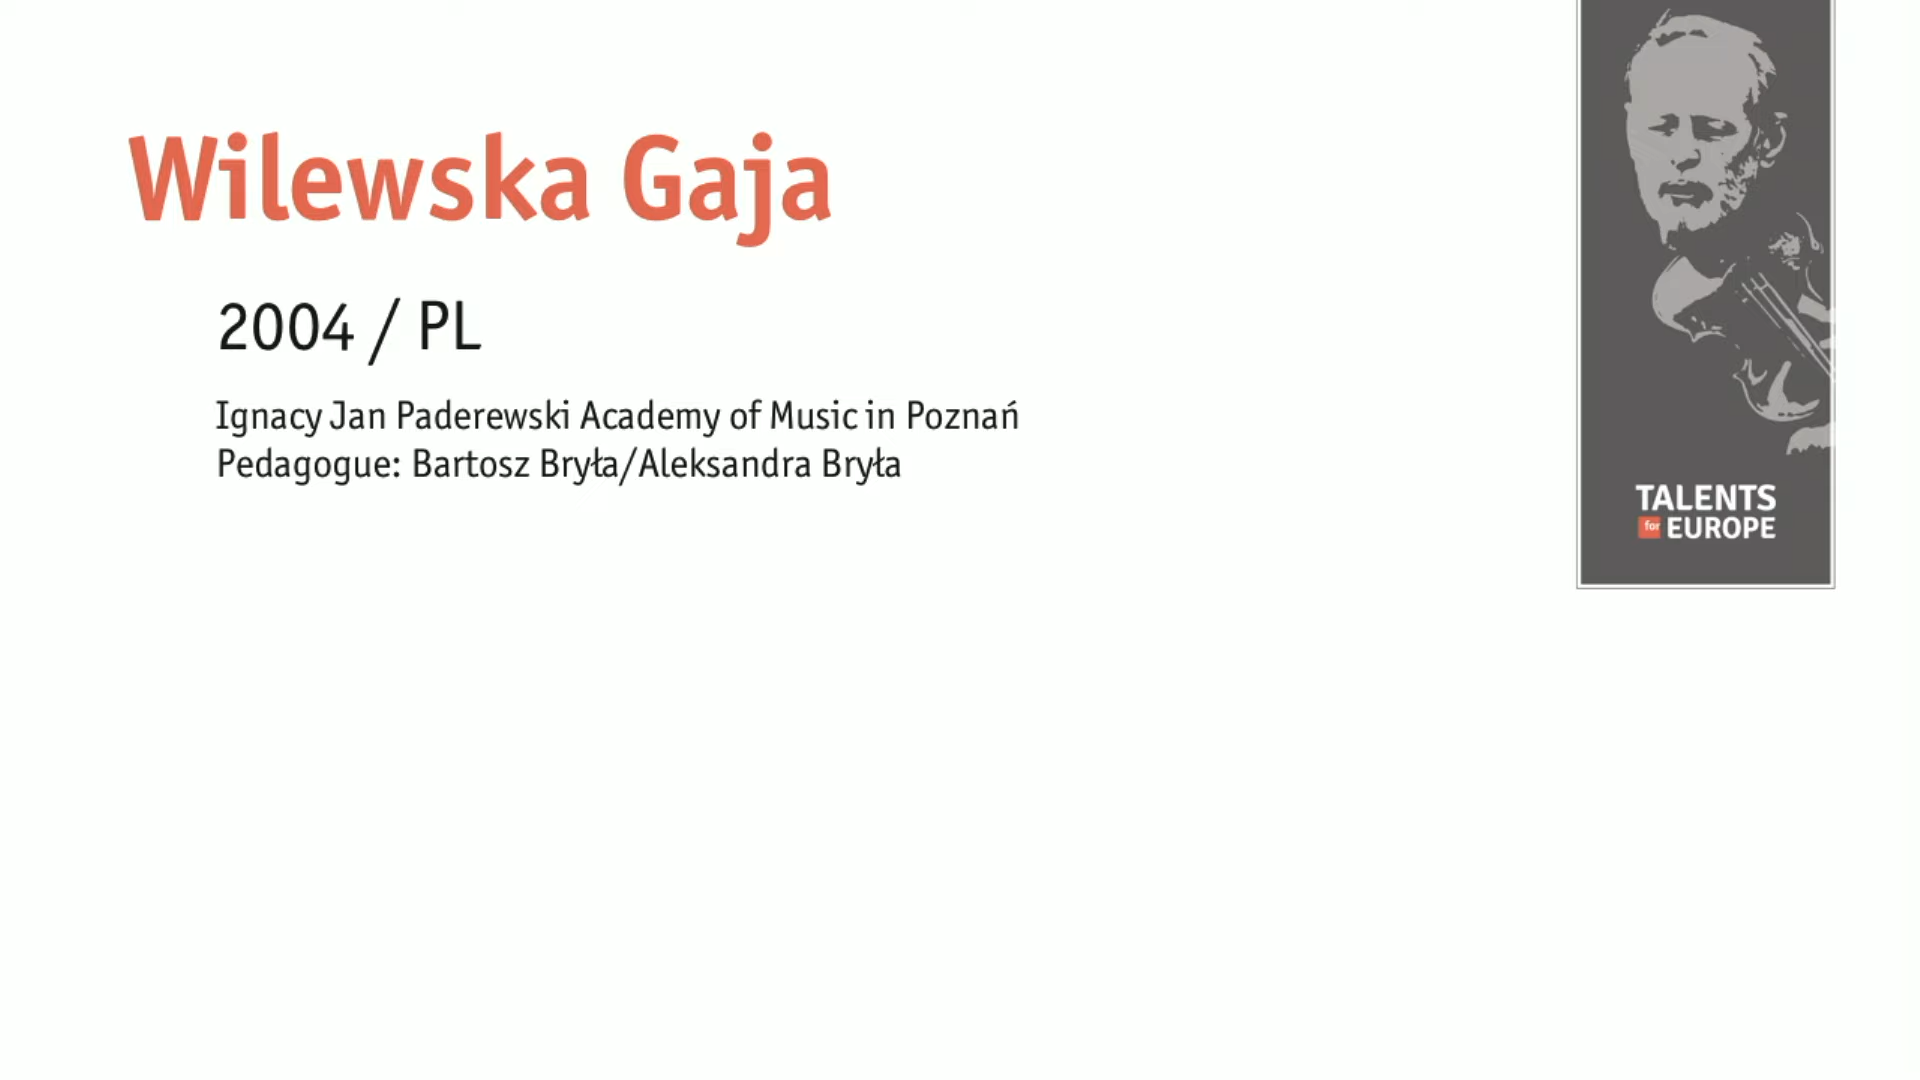 Wilewska Gaja
2004 / PL
Ignacy Jan Paderewski Academy of Music in Poznań
Pedagogue: Bartosz Bryła/Aleksandra Bryła
TALENTS
for EUROPE